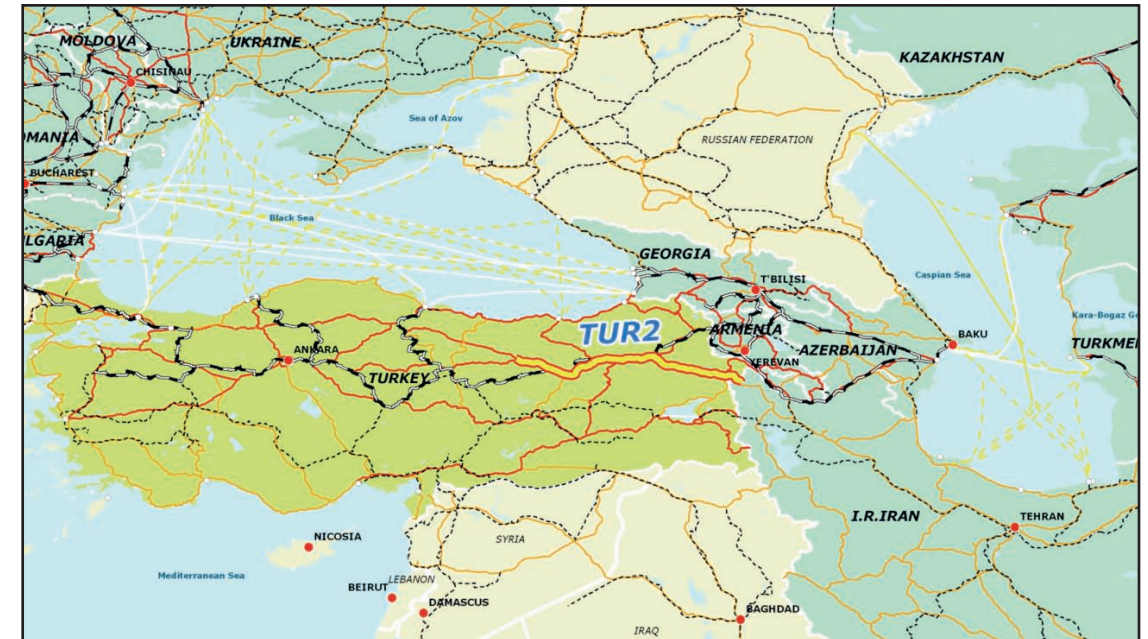 MOLDOVA
UKRAINE
KAZAKHSTAN
CHISINAU
Sea of Azov
OMANIA
RUSSIAN FEDERATION
BUCHAREST
Black Sea
LGARIA
GEORGIA
T'BILISI
Caspian Sea
Kara-Bogaz G
TUR2
ARMENIA
BAKU
ANKARA
AZERBAIJAN
TURKME
YEREVAN
TURKEY
I.R.IRAN
TEHRAN
NICOSIA
SYRIA
Mediterranean Sea
LEBANON
BEIRUT
DAMASCUS
BAGHDAD
IRAQ